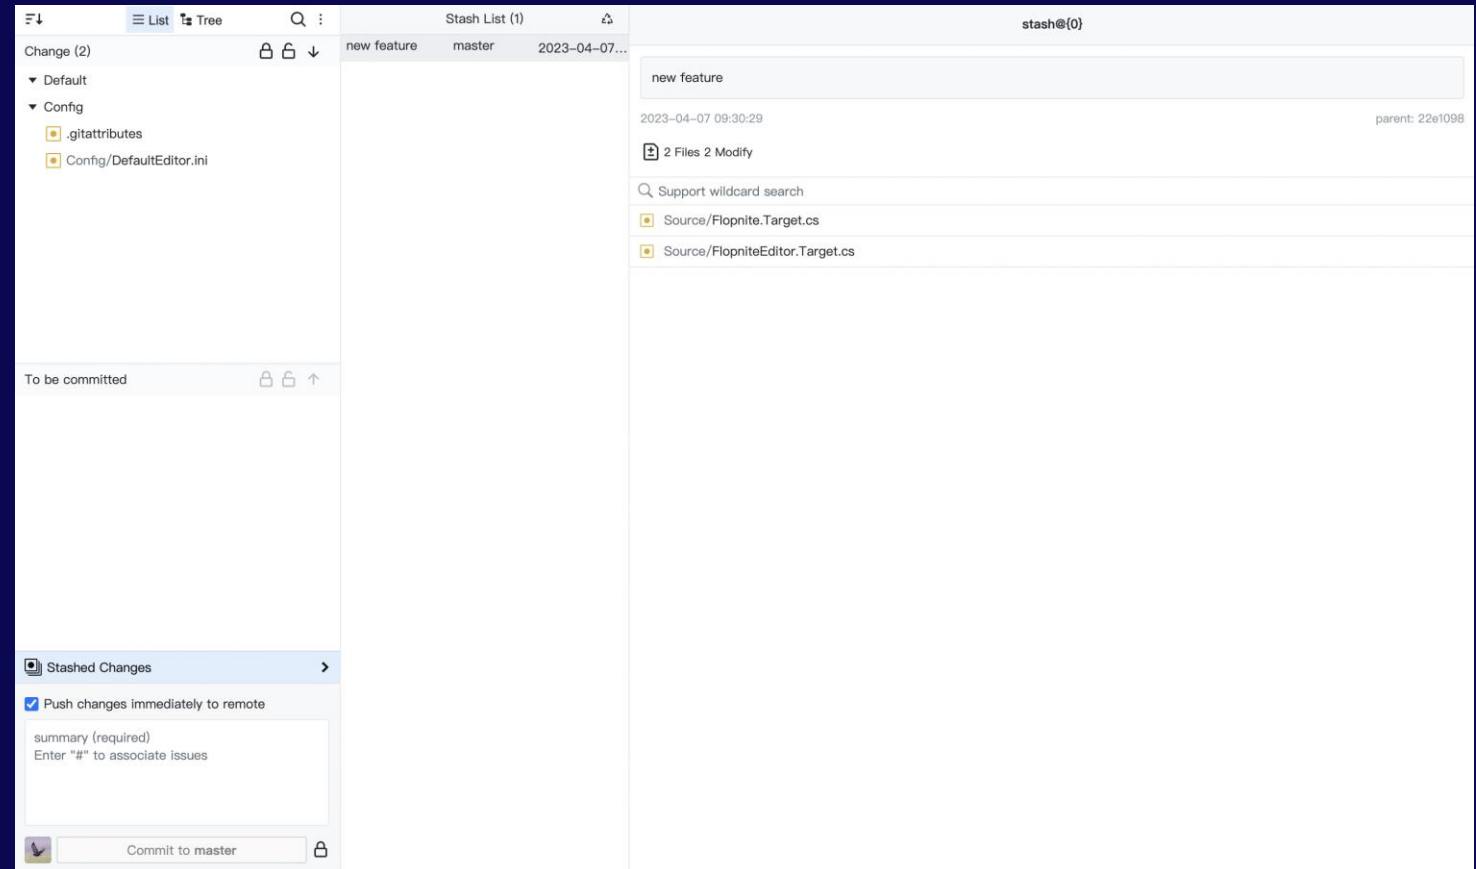 List Tree
Change (2)
Default
Config
.gitattributes
Config/DefaultEditor.ini
To be committed
Stashed Changes
Push changes immediately to remote
summary (required)
Enter "#" to associate issues
Commit to master
Stash List (1)
new feature master 2023-04-07...
stash@{0}
new feature
2023-04-07 09:30:29 parent: 22e1098
2 Files 2 Modify
Support wildcard search
Source/Flopnite.Target.cs
Source/FlopniteEditor.Target.cs